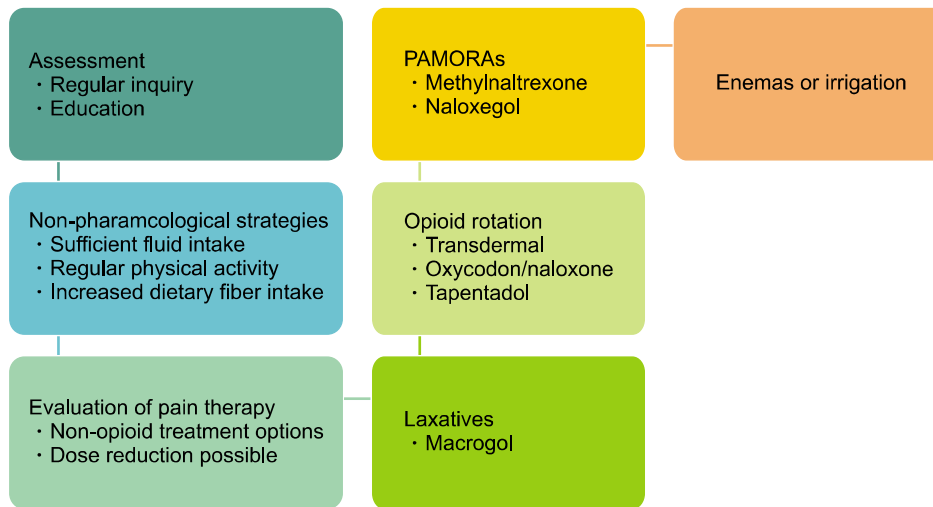 Assessment
· Regular inquiry
· Education
Non-pharamcological strategies
· Sufficient fluid intake
· Regular physical activity
· Increased dietary fiber intake
Evaluation of pain therapy
· Non-opioid treatment options
· Dose reduction possible
Laxatives
· Macrogol
Opioid rotation
· Transdermal
· Oxycodon/naloxone
· Tapentadol
PAMORAs
· Methylnaltrexone
· Naloxegol
Enemas or irrigation